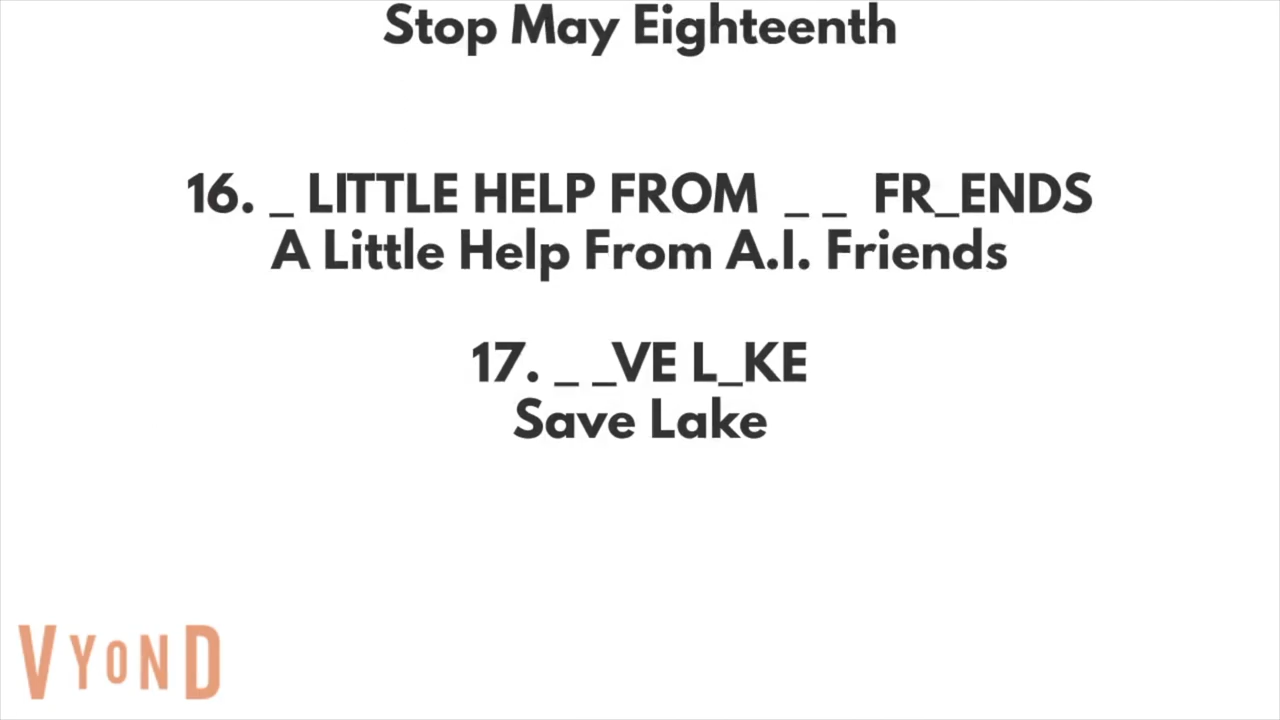 Stop May Eighteenth
16. _ LITTLE HELP FROM _ _ FR_ENDS
A Little Help From A.I. Friends
17. _ _VE L_KE
Save Lake
VYOND